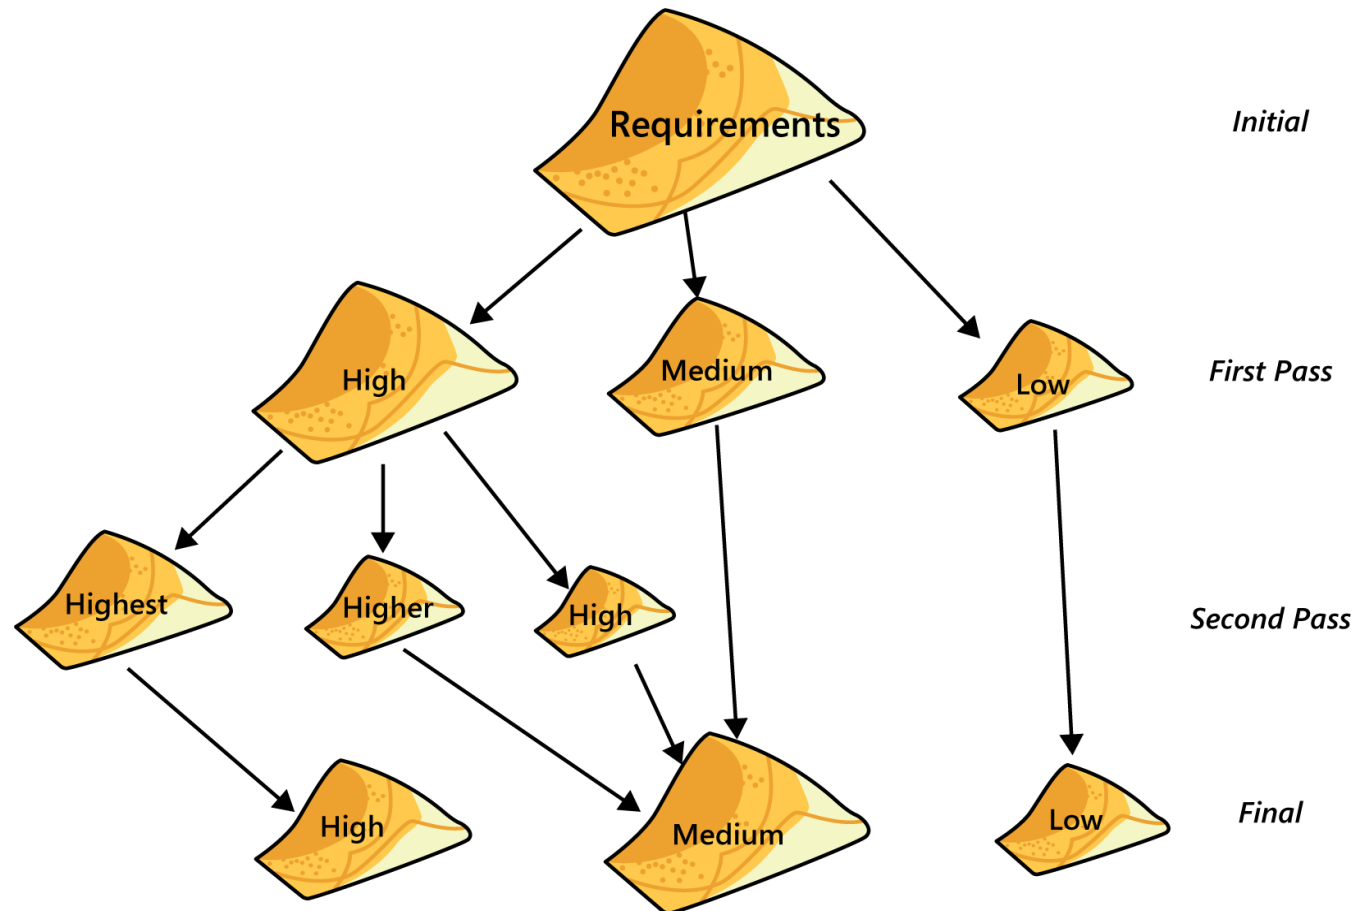 Requirements
Initial
High
Medium
Low
First Pass
Highest
Higher
High
Second Pass
High
Medium
Low
Final